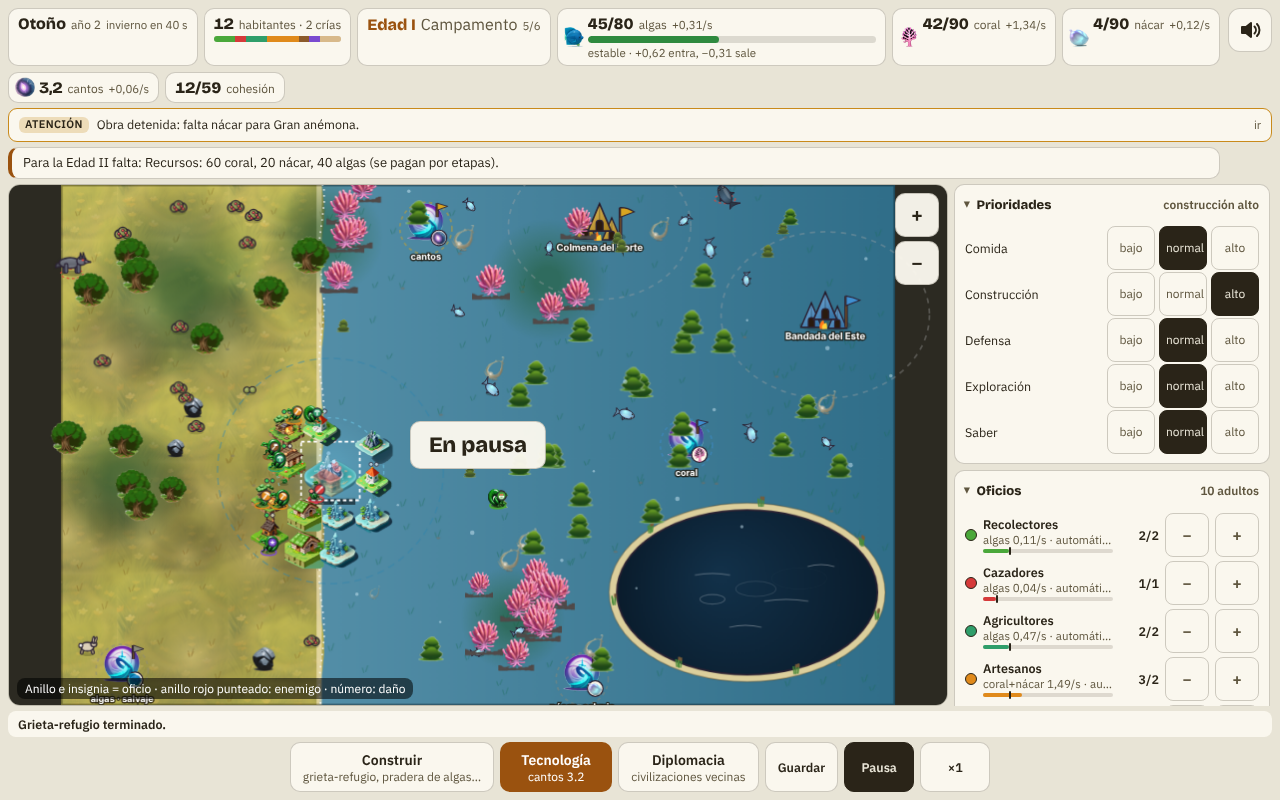 Otoño año 2 invierno en 40 s
12 habitantes · 2 crías
Edad I Campamento 5/6
45/80 algas +0,31/s
estable · +0,62 entra, −0,31 sale
42/90 coral +1,34/s
4/90 nácar +0,12/s
3,2 cantos +0,06/s
12/59 cohesión
ATENCIÓN Obra detenida: falta nácar para Gran anémona. ir
Para la Edad II falta: Recursos: 60 coral, 20 nácar, 40 algas (se pagan por etapas).
+
−
cantos
Colmena del Norte
Bandada del Este
En pausa
coral
algas · salvaje
Anillo e insignia = oficio · anillo rojo punteado: enemigo · número: daño
▼ Prioridades construcción alto
Comida bajo normal alto
Construcción bajo normal alto
Defensa bajo normal alto
Exploración bajo normal alto
Saber bajo normal alto
▼ Oficios 10 adultos
Recolectores
algas 0,11/s · automáti...
2/2 − +
Cazadores
algas 0,04/s · automáti...
1/1 − +
Agricultores
algas 0,47/s · automáti...
2/2 − +
Artesanos
coral+nácar 1,49/s · au...
3/2 − +
Grieta-refugio terminado.
Construir
grieta-refugio, pradera de algas...
Tecnología
cantos 3.2
Diplomacia
civilizaciones vecinas
Guardar
Pausa
×1